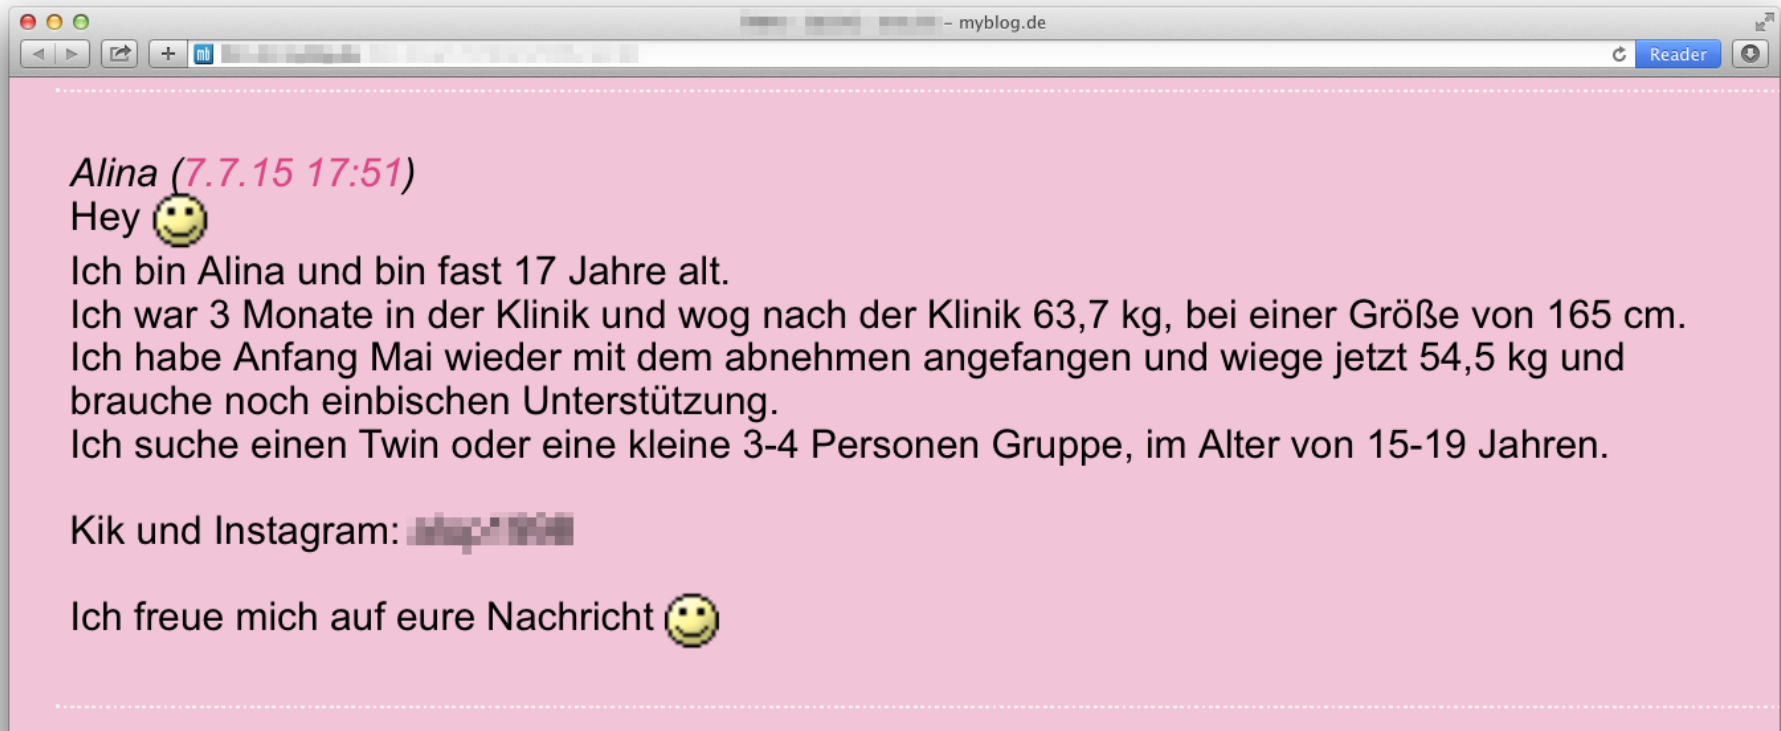 – myblog.de
mb
Reader
Alina (7.7.15 17:51)
Hey
Ich bin Alina und bin fast 17 Jahre alt.
Ich war 3 Monate in der Klinik und wog nach der Klinik 63,7 kg, bei einer Größe von 165 cm.
Ich habe Anfang Mai wieder mit dem abnehmen angefangen und wiege jetzt 54,5 kg und
brauche noch einbischen Unterstützung.
Ich suche einen Twin oder eine kleine 3-4 Personen Gruppe, im Alter von 15-19 Jahren.
Kik und Instagram:
Ich freue mich auf eure Nachricht